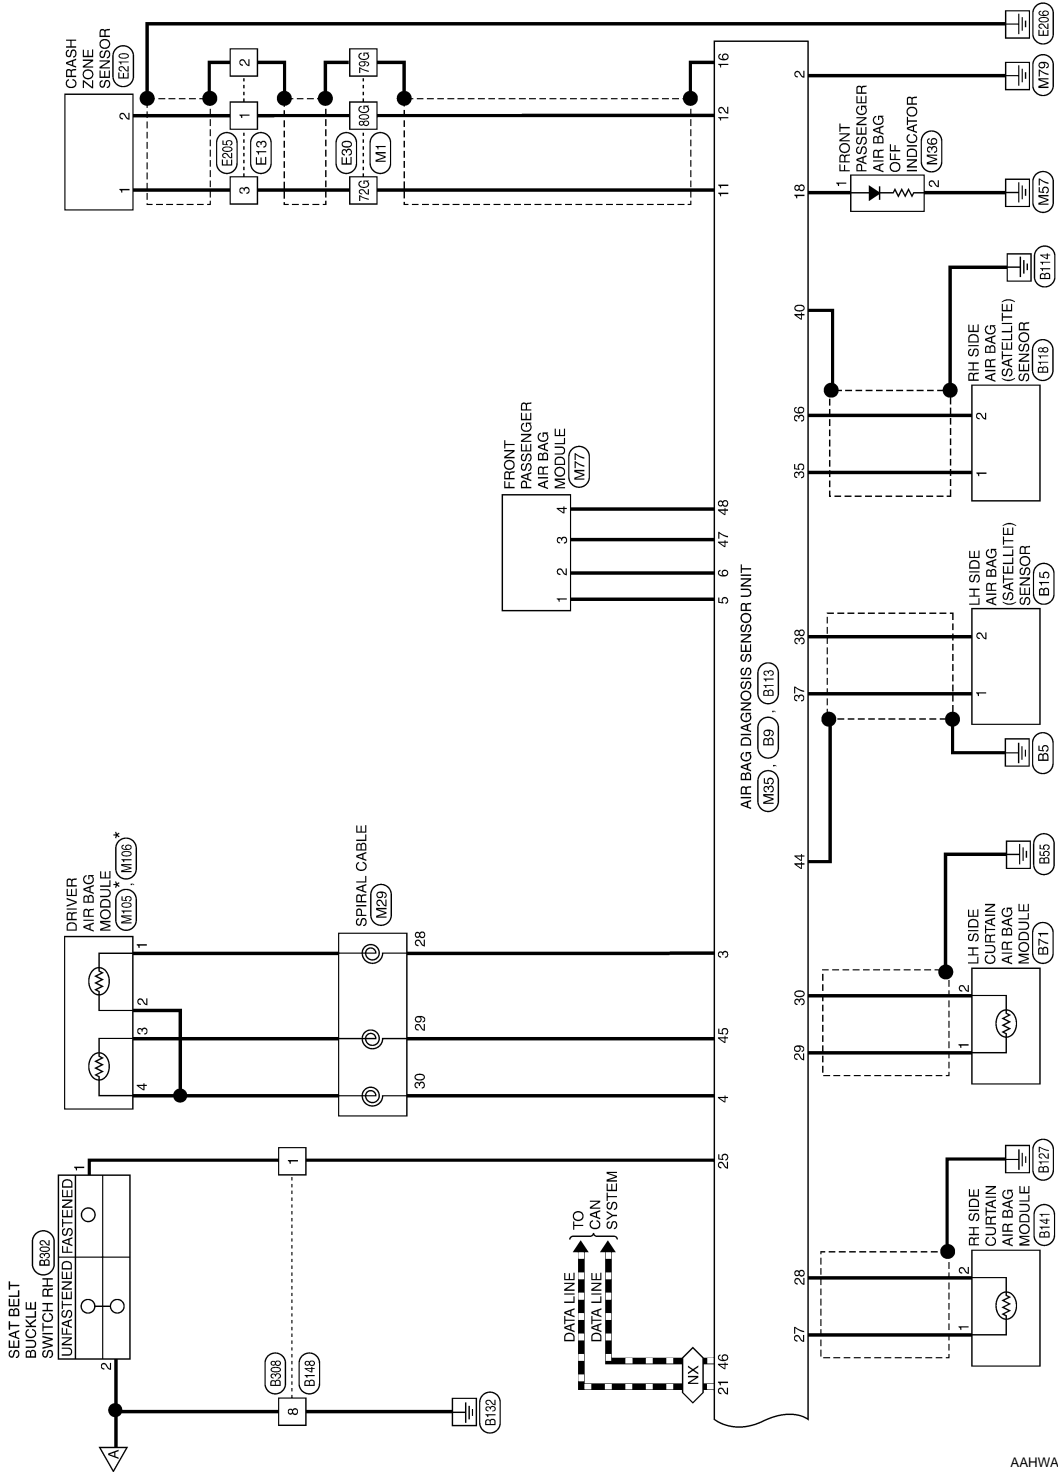 SEAT BELT
BUCKLE
SWITCH RH B302
UNFASTENED FASTENED
2
1
A
8
B308
B148
1
B132
DRIVER
AIR BAG
MODULE
M105*, M106*
4
3
2
1
SPIRAL CABLE
M29
30
29
28
CRASH
ZONE
SENSOR
E210
1
2
3
1
2
E205
E13
72G
80G
79G
E30
M1
E206
FRONT
PASSENGER
AIR BAG
MODULE
M77
1
2
3
4
DATA LINE
DATA LINE
TO
CAN
SYSTEM
NX
21
46
25
4
45
3
5
6
47
48
11
12
16
AIR BAG DIAGNOSIS SENSOR UNIT
M35, B9, B113
27
28
29
30
44
37
38
35
36
40
18
2
1
2
RH SIDE
CURTAIN
AIR BAG
MODULE
B141
B127
1
2
LH SIDE
CURTAIN
AIR BAG
MODULE
B71
B55
1
2
LH SIDE
AIR BAG
(SATELLITE)
SENSOR
B15
B5
1
2
RH SIDE
AIR BAG
(SATELLITE)
SENSOR
B118
B114
1
2
FRONT
PASSENGER
AIR BAG
OFF
INDICATOR
M36
M57
M79
AAHWA